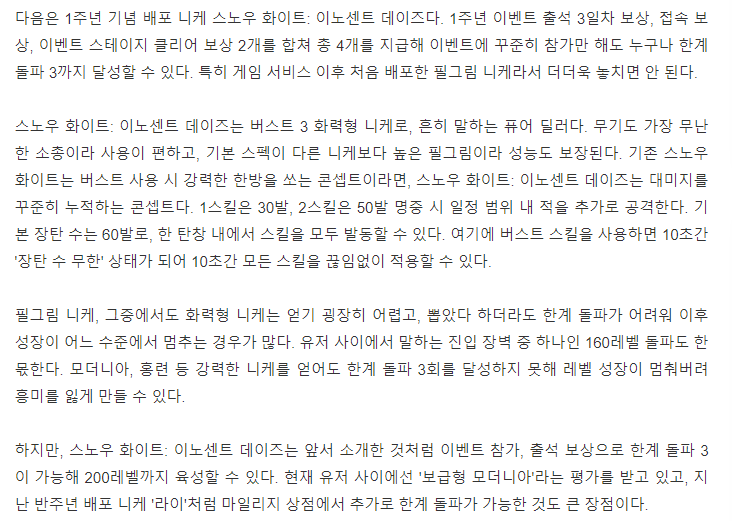 다음은 1주년 기념 배포 니케 스노우 화이트: 이노센트 데이즈다. 1주년 이벤트 출석 3일차 보상, 접속 보
상, 이벤트 스테이지 클리어 보상 2개를 합쳐 총 4개를 지급해 이벤트에 꾸준히 참가만 해도 누구나 한계
돌파 3까지 달성할 수 있다. 특히 게임 서비스 이후 처음 배포한 필그림 니케라서 더더욱 놓치면 안 된다.
스노우 화이트: 이노센트 데이즈는 버스트 3 화력형 니케로, 흔히 말하는 퓨어 딜러다. 무기도 가장 무난
한 소총이라 사용이 편하고, 기본 스펙이 다른 니케보다 높은 필그림이라 성능도 보장된다. 기존 스노우
화이트는 버스트 사용 시 강력한 한방을 쏘는 콘셉트이라면, 스노우 화이트: 이노센트 데이즈는 대미지를
꾸준히 누적하는 콘셉트다. 1스킬은 30발, 2스킬은 50발 명중 시 일정 범위 내 적을 추가로 공격한다. 기
본 장탄 수는 60발로, 한 탄창 내에서 스킬을 모두 발동할 수 있다. 여기에 버스트 스킬을 사용하면 10초간
'장탄 수 무한' 상태가 되어 10초간 모든 스킬을 끊임없이 적용할 수 있다.
필그림 니케, 그중에서도 화력형 니케는 얻기 굉장히 어렵고, 뽑았다 하더라도 한계 돌파가 어려워 이후
성장이 어느 수준에서 멈추는 경우가 많다. 유저 사이에서 말하는 진입 장벽 중 하나인 160레벨 돌파도 한
몫한다. 모더니아, 홍련 등 강력한 니케를 얻어도 한계 돌파 3회를 달성하지 못해 레벨 성장이 멈춰버려
흥미를 잃게 만들 수 있다.
하지만, 스노우 화이트: 이노센트 데이즈는 앞서 소개한 것처럼 이벤트 참가, 출석 보상으로 한계 돌파 3
이 가능해 200레벨까지 육성할 수 있다. 현재 유저 사이에선 '보급형 모더니아'라는 평가를 받고 있고, 지
난 반주년 배포 니케 '라이'처럼 마일리지 상점에서 추가로 한계 돌파가 가능한 것도 큰 장점이다.